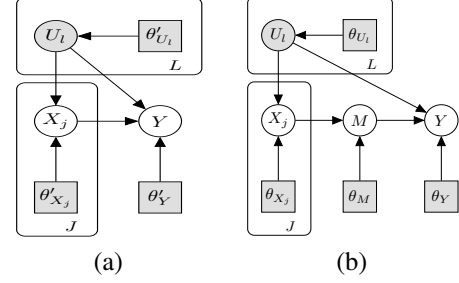 U_l θ′_{U_l} U_l θ_{U_l}
L L
X_j Y X_j M Y
θ′_{X_j} θ′_Y θ_{X_j} θ_M θ_Y
J J
(a) (b)